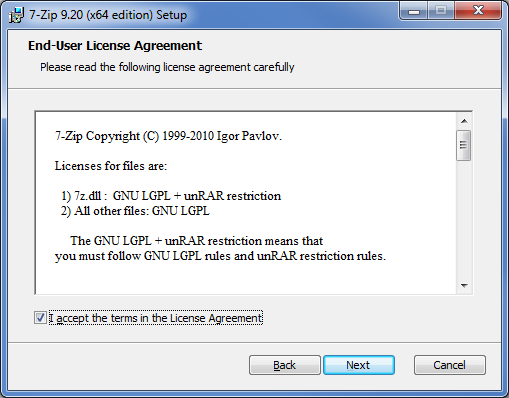 7-Zip 9.20 (x64 edition) Setup
End-User License Agreement
Please read the following license agreement carefully
7-Zip Copyright (C) 1999-2010 Igor Pavlov.
Licenses for files are:
1) 7z.dll : GNU LGPL + unRAR restriction
2) All other files: GNU LGPL
The GNU LGPL + unRAR restriction means that
you must follow GNU LGPL rules and unRAR restriction rules.
I accept the terms in the License Agreement
Back Next Cancel